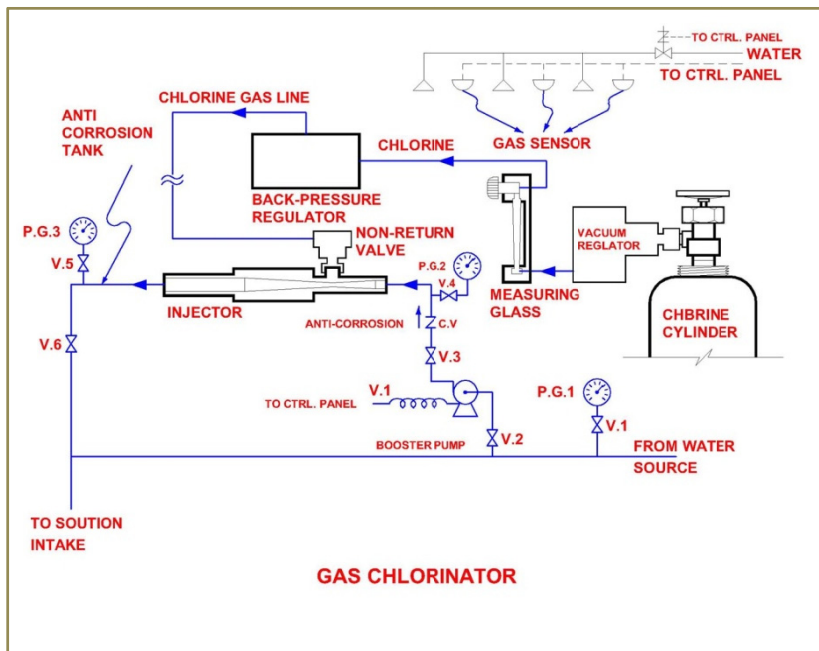 TO CTRL. PANEL
WATER
TO CTRL. PANEL
CHLORINE GAS LINE
ANTI
CORROSION
TANK
CHLORINE
GAS SENSOR
BACK-PRESSURE
REGULATOR
P.G.3
NON-RETURN
VALVE
VACUUM
REGLATOR
V.5
P.G.2
V.4
MEASURING
GLASS
INJECTOR
CHBRINE
CYLINDER
ANTI-CORROSION
C.V
V.6
V.3
V.1
TO CTRL. PANEL
P.G.1
V.1
V.2
BOOSTER PUMP
FROM WATER
SOURCE
TO SOUTION
INTAKE
GAS CHLORINATOR